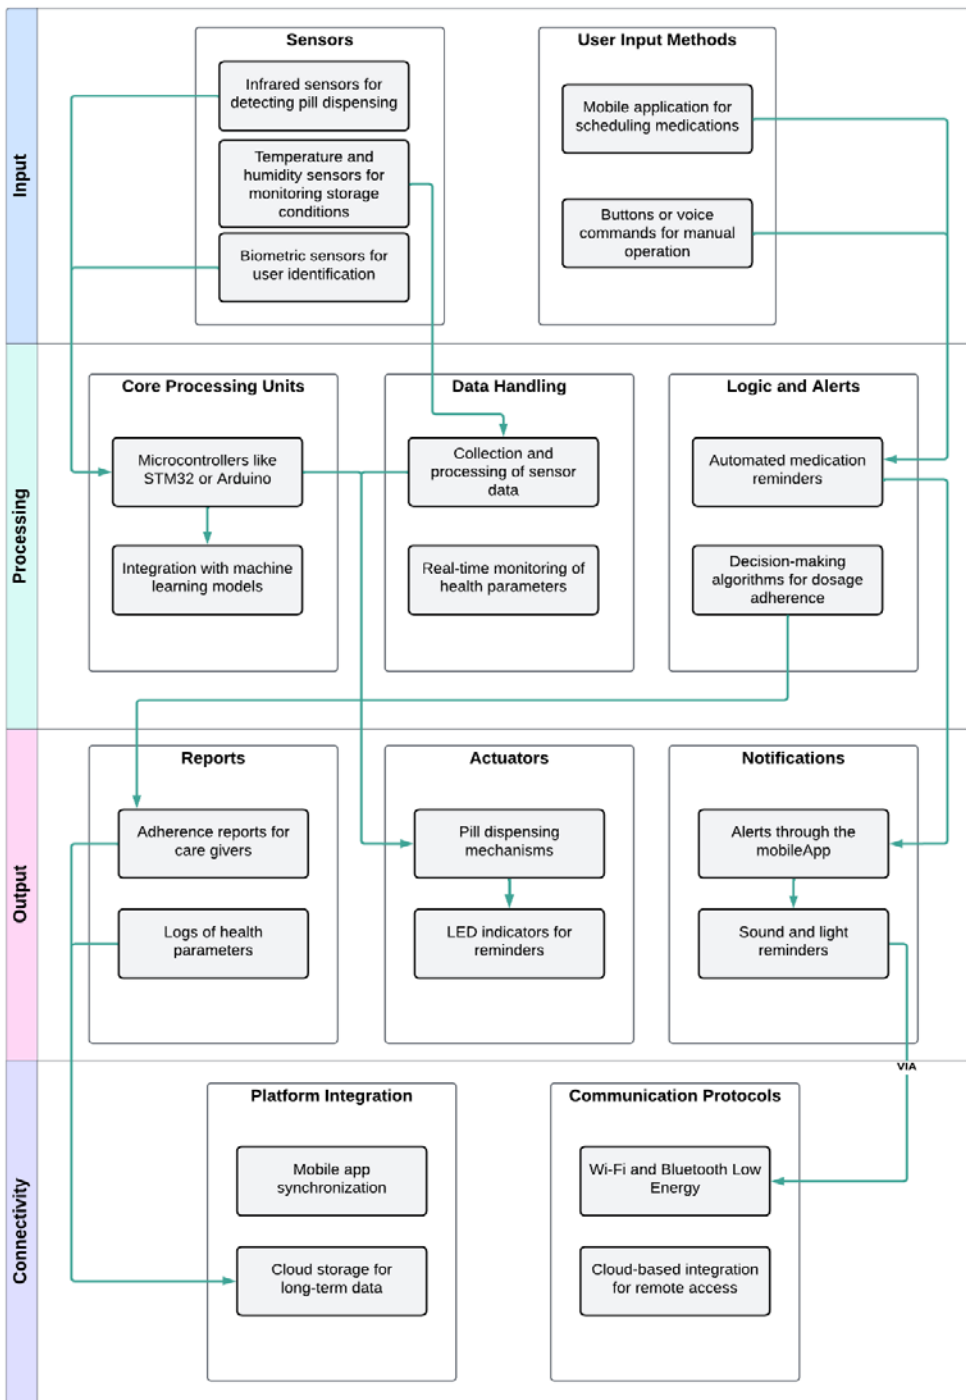 Input
Sensors
Infrared sensors for
detecting pill dispensing
Temperature and
humidity sensors for
monitoring storage
conditions
Biometric sensors for
user identification
User Input Methods
Mobile application for
scheduling medications
Buttons or voice
commands for manual
operation
Processing
Core Processing Units
Microcontrollers like
STM32 or Arduino
Integration with machine
learning models
Data Handling
Collection and
processing of sensor
data
Real-time monitoring of
health parameters
Logic and Alerts
Automated medication
reminders
Decision-making
algorithms for dosage
adherence
Output
Reports
Adherence reports for
care givers
Logs of health
parameters
Actuators
Pill dispensing
mechanisms
LED indicators for
reminders
Notifications
Alerts through the
mobileApp
Sound and light
reminders
VIA
Connectivity
Platform Integration
Mobile app
synchronization
Cloud storage for
long-term data
Communication Protocols
Wi-Fi and Bluetooth Low
Energy
Cloud-based integration
for remote access